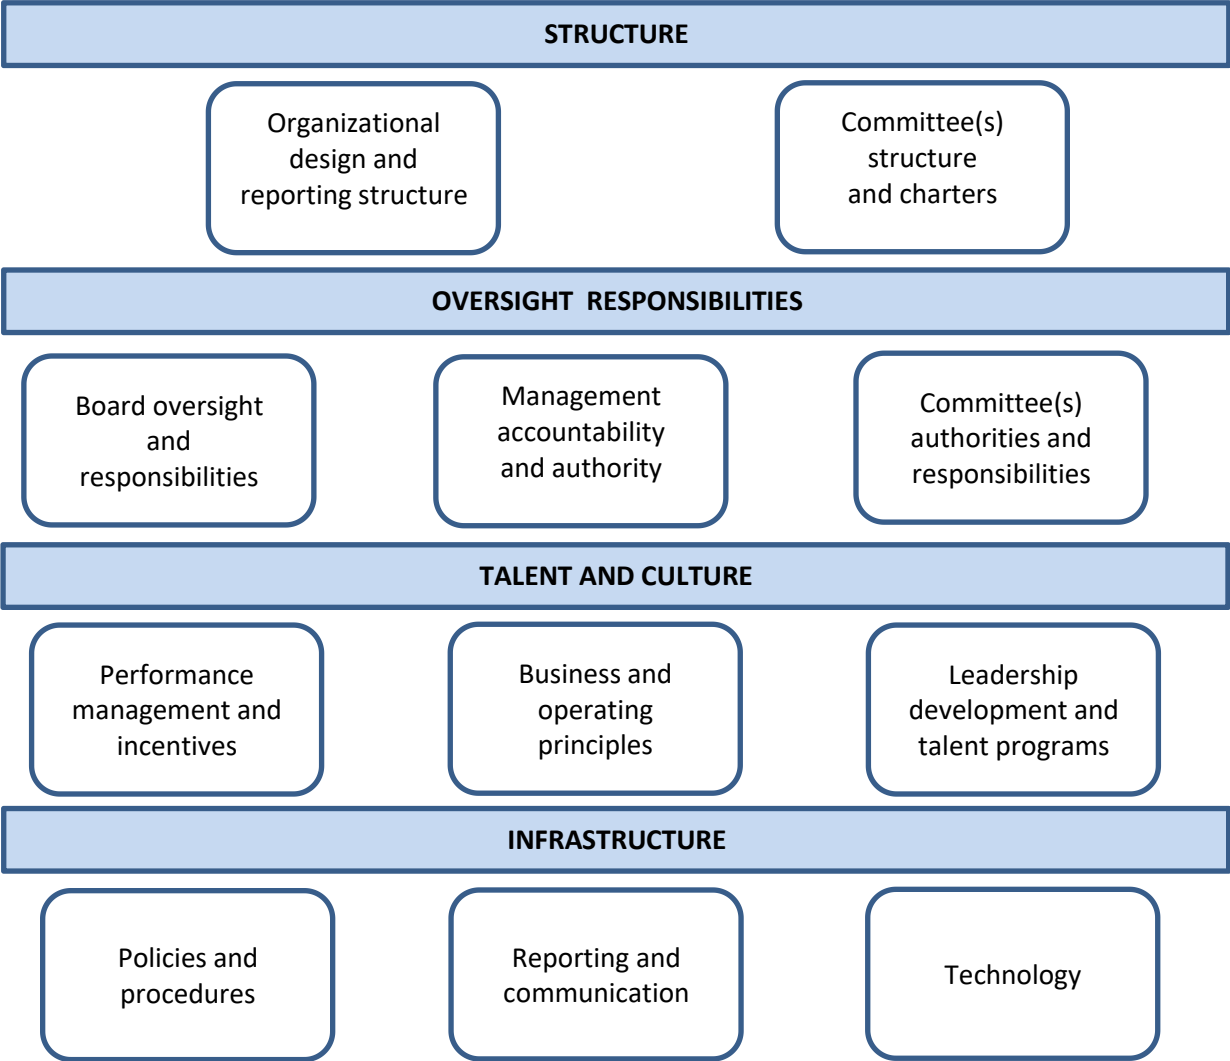 STRUCTURE
Organizational
design and
reporting structure
Committee(s)
structure
and charters
OVERSIGHT  RESPONSIBILITIES
Board oversight
and
responsibilities
Management
accountability
and authority
Committee(s)
authorities and
responsibilities
TALENT AND CULTURE
Performance
management and
incentives
Business and
operating
principles
Leadership
development and
talent programs
INFRASTRUCTURE
Policies and
procedures
Reporting and
communication
Technology